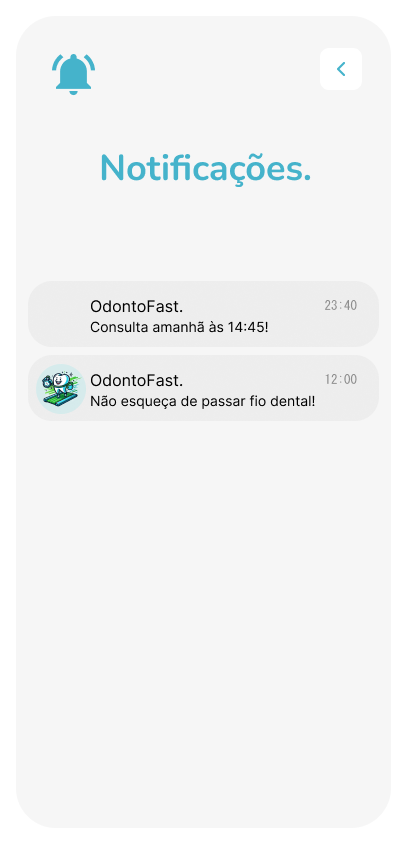 Notificações.
OdontoFast.
23:40
Consulta amanhã às 14:45!
OdontoFast.
12:00
Não esqueça de passar fio dental!